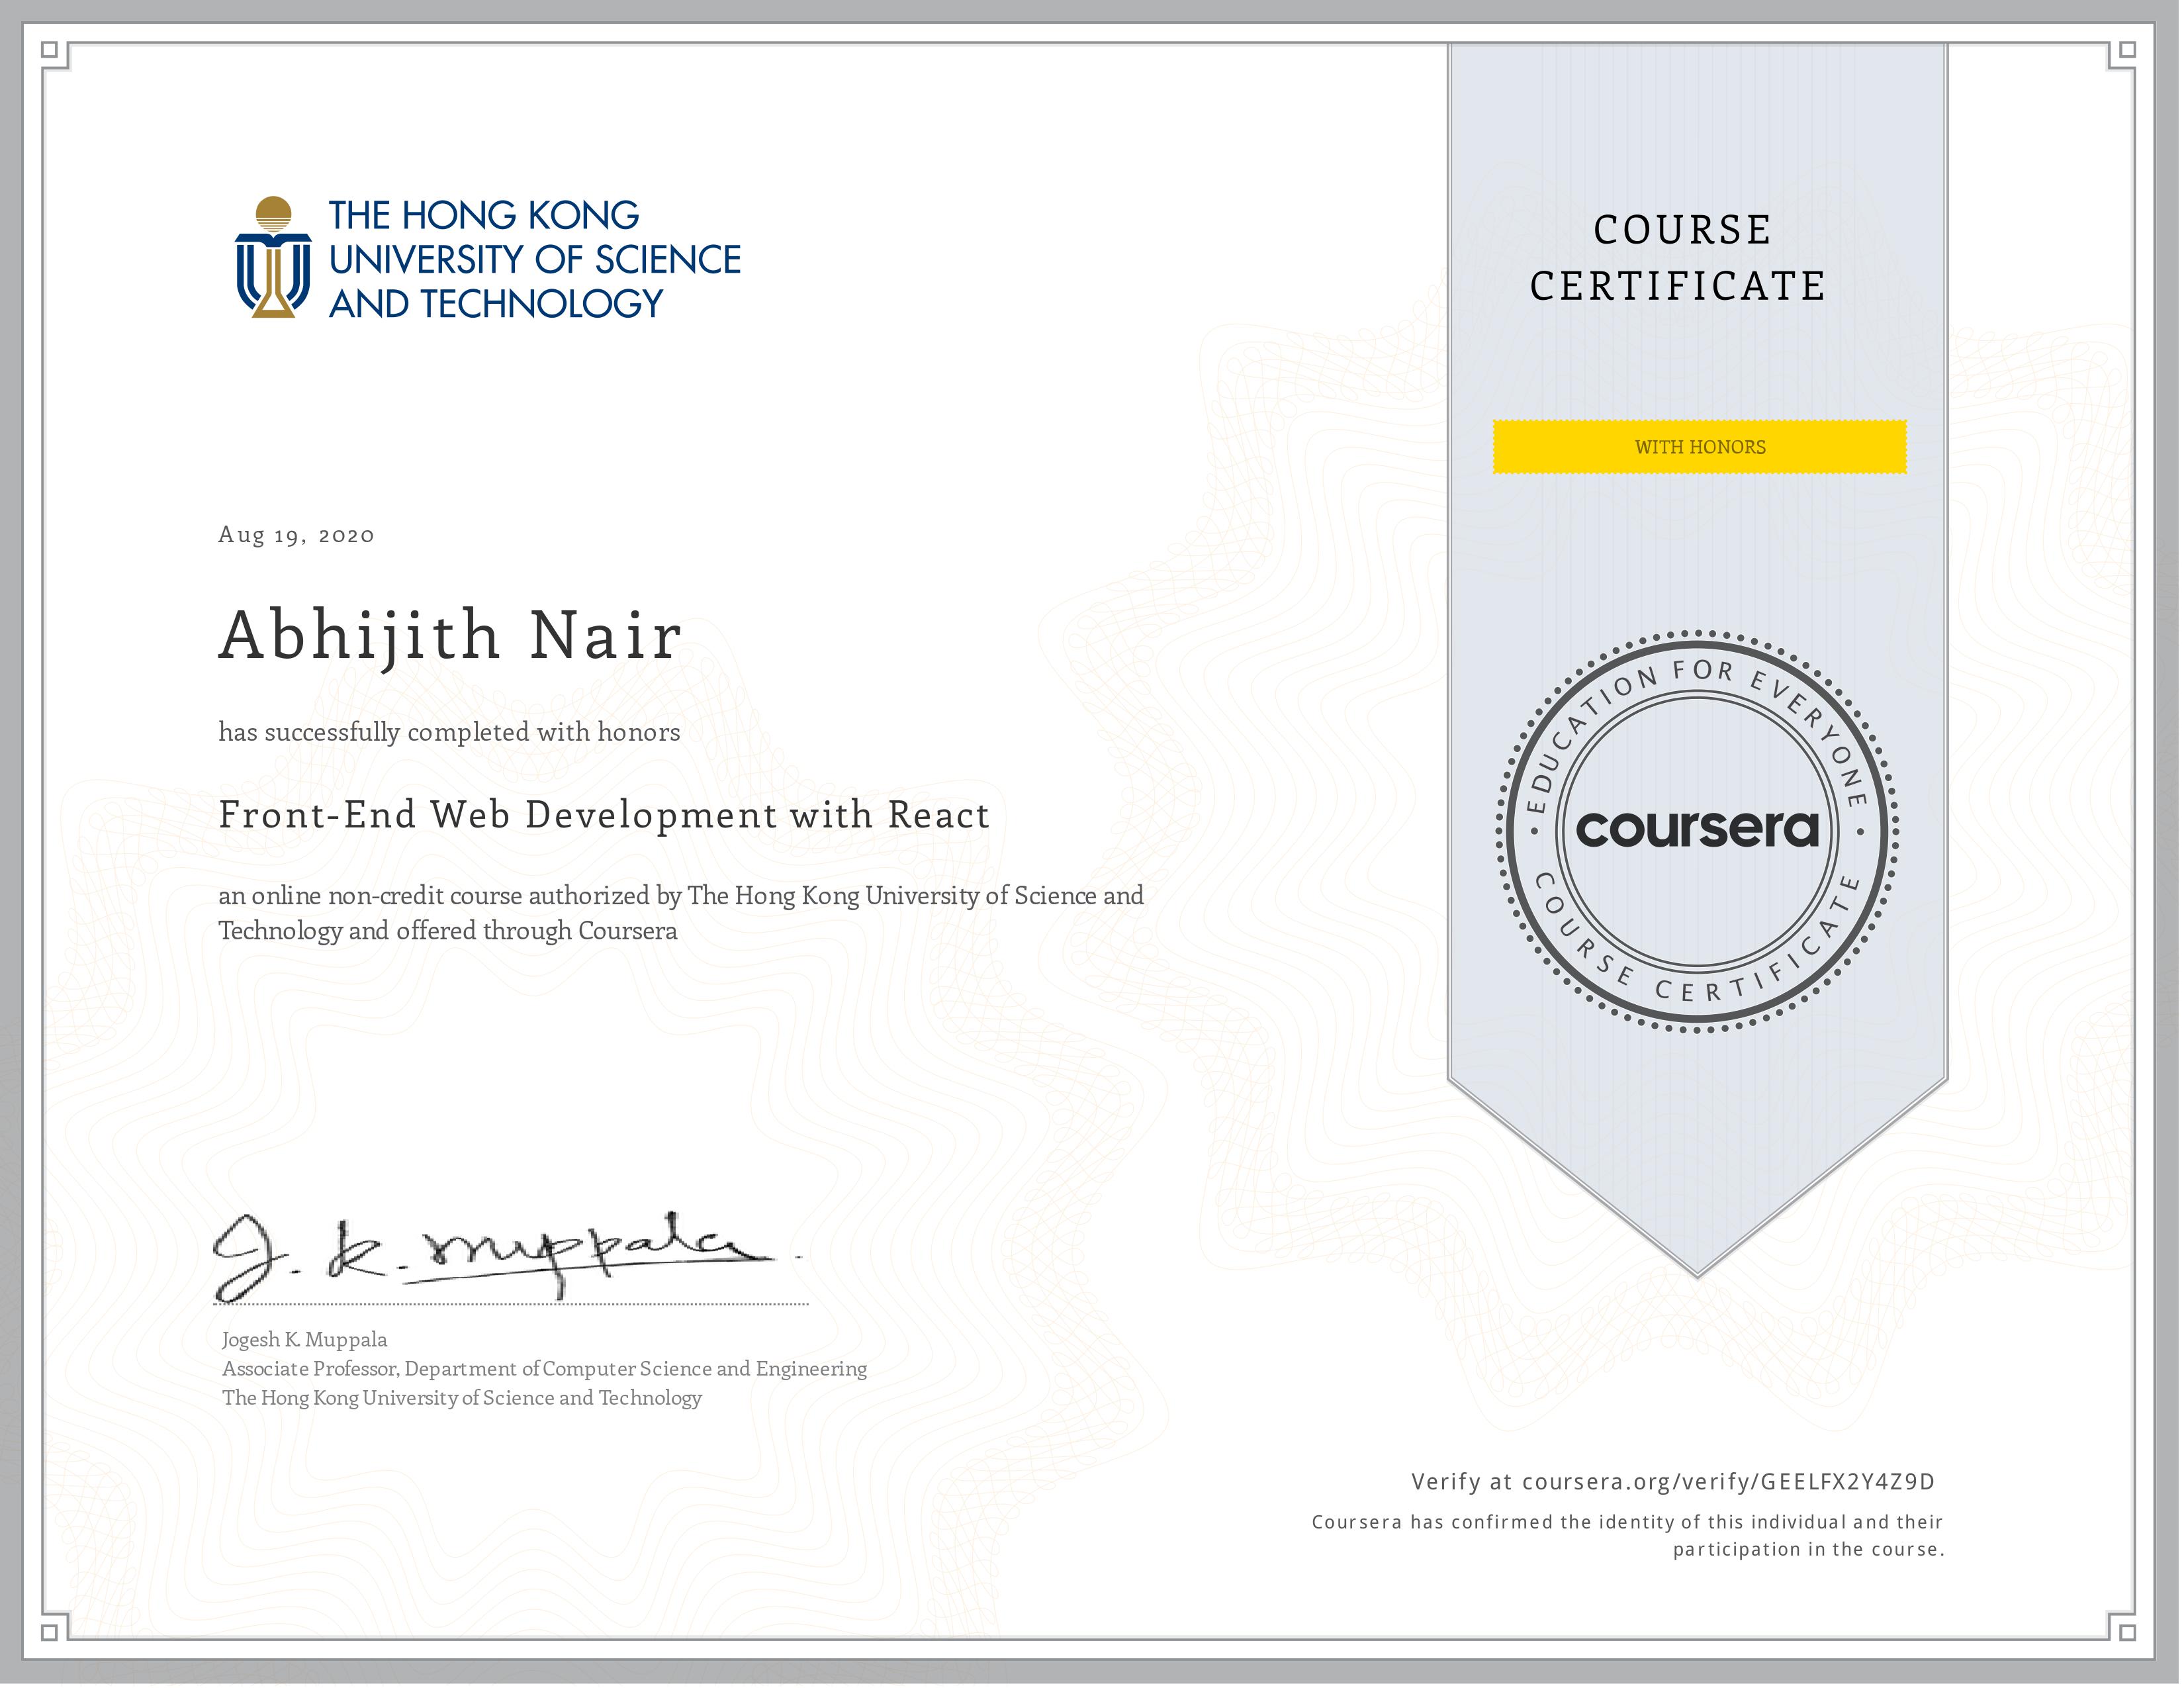 THE HONG KONG
UNIVERSITY OF SCIENCE
AND TECHNOLOGY
COURSE
CERTIFICATE
WITH HONORS
Aug 19, 2020
Abhijith Nair
has successfully completed with honors
Front-End Web Development with React
an online non-credit course authorized by The Hong Kong University of Science and
Technology and offered through Coursera
EDUCATION FOR EVERYONE
coursera
COURSE CERTIFICATE
J. K. Muppala
Jogesh K. Muppala
Associate Professor, Department of Computer Science and Engineering
The Hong Kong University of Science and Technology
Verify at coursera.org/verify/GEELFX2Y4Z9D
Coursera has confirmed the identity of this individual and their
participation in the course.